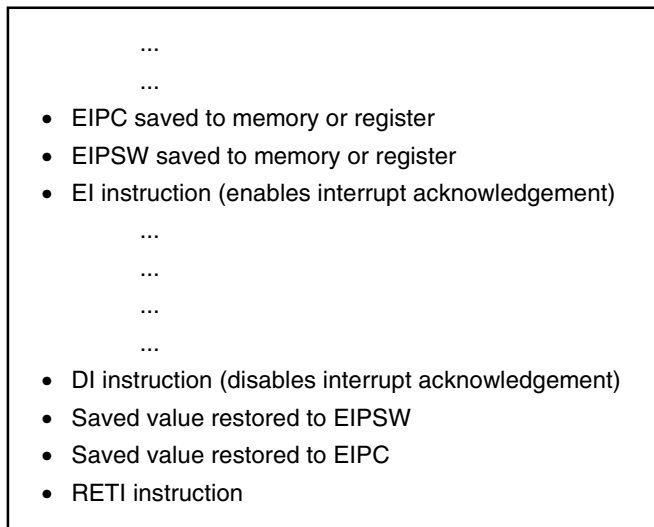 ...
...
• EIPC saved to memory or register
• EIPSW saved to memory or register
• EI instruction (enables interrupt acknowledgement)
...
...
...
...
• DI instruction (disables interrupt acknowledgement)
• Saved value restored to EIPSW
• Saved value restored to EIPC
• RETI instruction